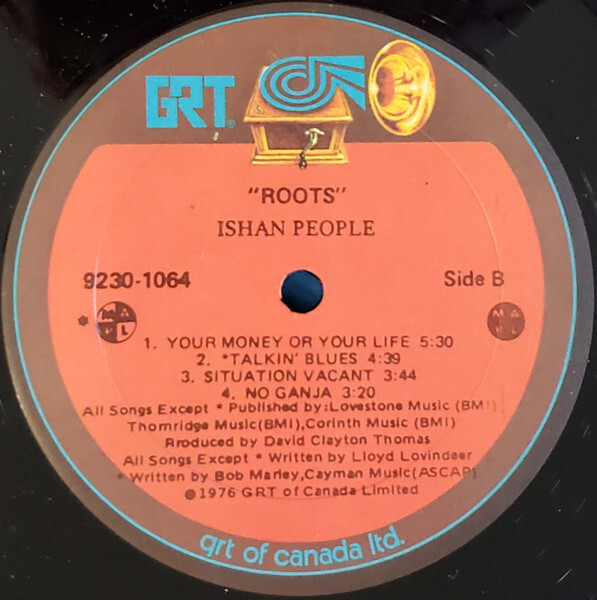 GRT®
"ROOTS"
ISHAN PEOPLE
9230-1064 Side B
* MAPL MAPL
1. YOUR MONEY OR YOUR LIFE 5:30
2. *TALKIN' BLUES 4:39
3. SITUATION VACANT 3:44
4. NO GANJA 3:20
All Songs Except * Published by: Lovestone Music (BMI)
Thornridge Music(BMI),Corinth Music (BMI)
Produced by David Clayton Thomas
All Songs Except * Written by Lloyd Lovindeer
* Written by Bob Marley,Cayman Music(ASCAP)
℗1976 GRT of Canada Limited
grt of canada ltd.